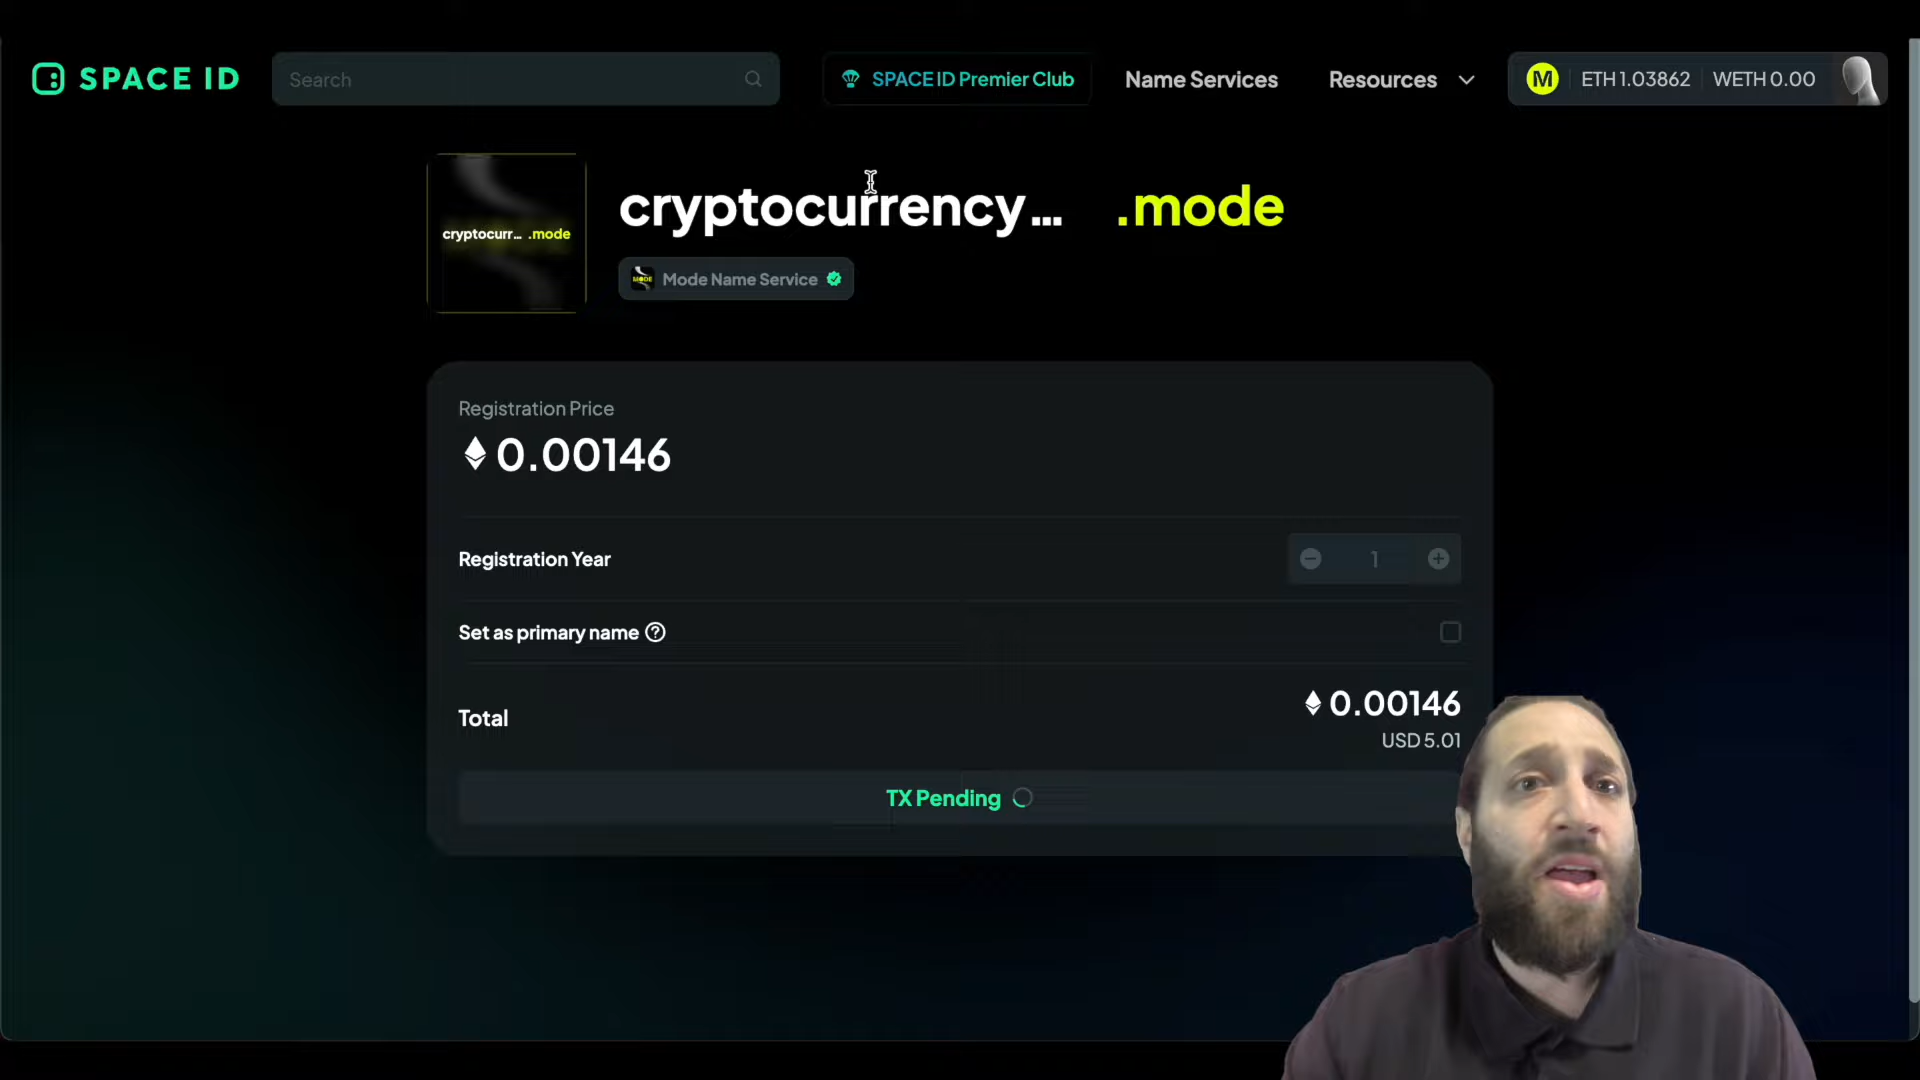 SPACE ID
Search
SPACE ID Premier Club
Name Services
Resources
M
ETH 1.03862
WETH 0.00
cryptocurrency... .mode
cryptocurr... .mode
MODE
Mode Name Service
Registration Price
0.00146
Registration Year
1
Set as primary name ?
Total
0.00146
USD 5.01
TX Pending